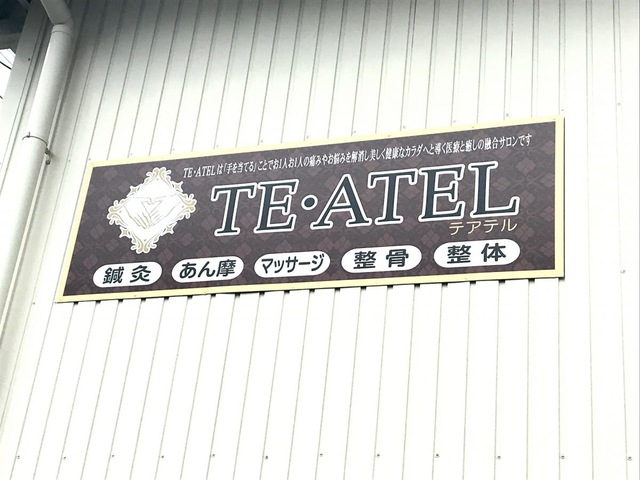 TE・ATELは「手を当てる」ことでお1人お1人の痛みやお悩みを解消し美しく健康なカラダへと導く医療と癒しの融合サロンです
TE・ATEL
テアテル
鍼灸 あん摩 マッサージ 整骨 整体